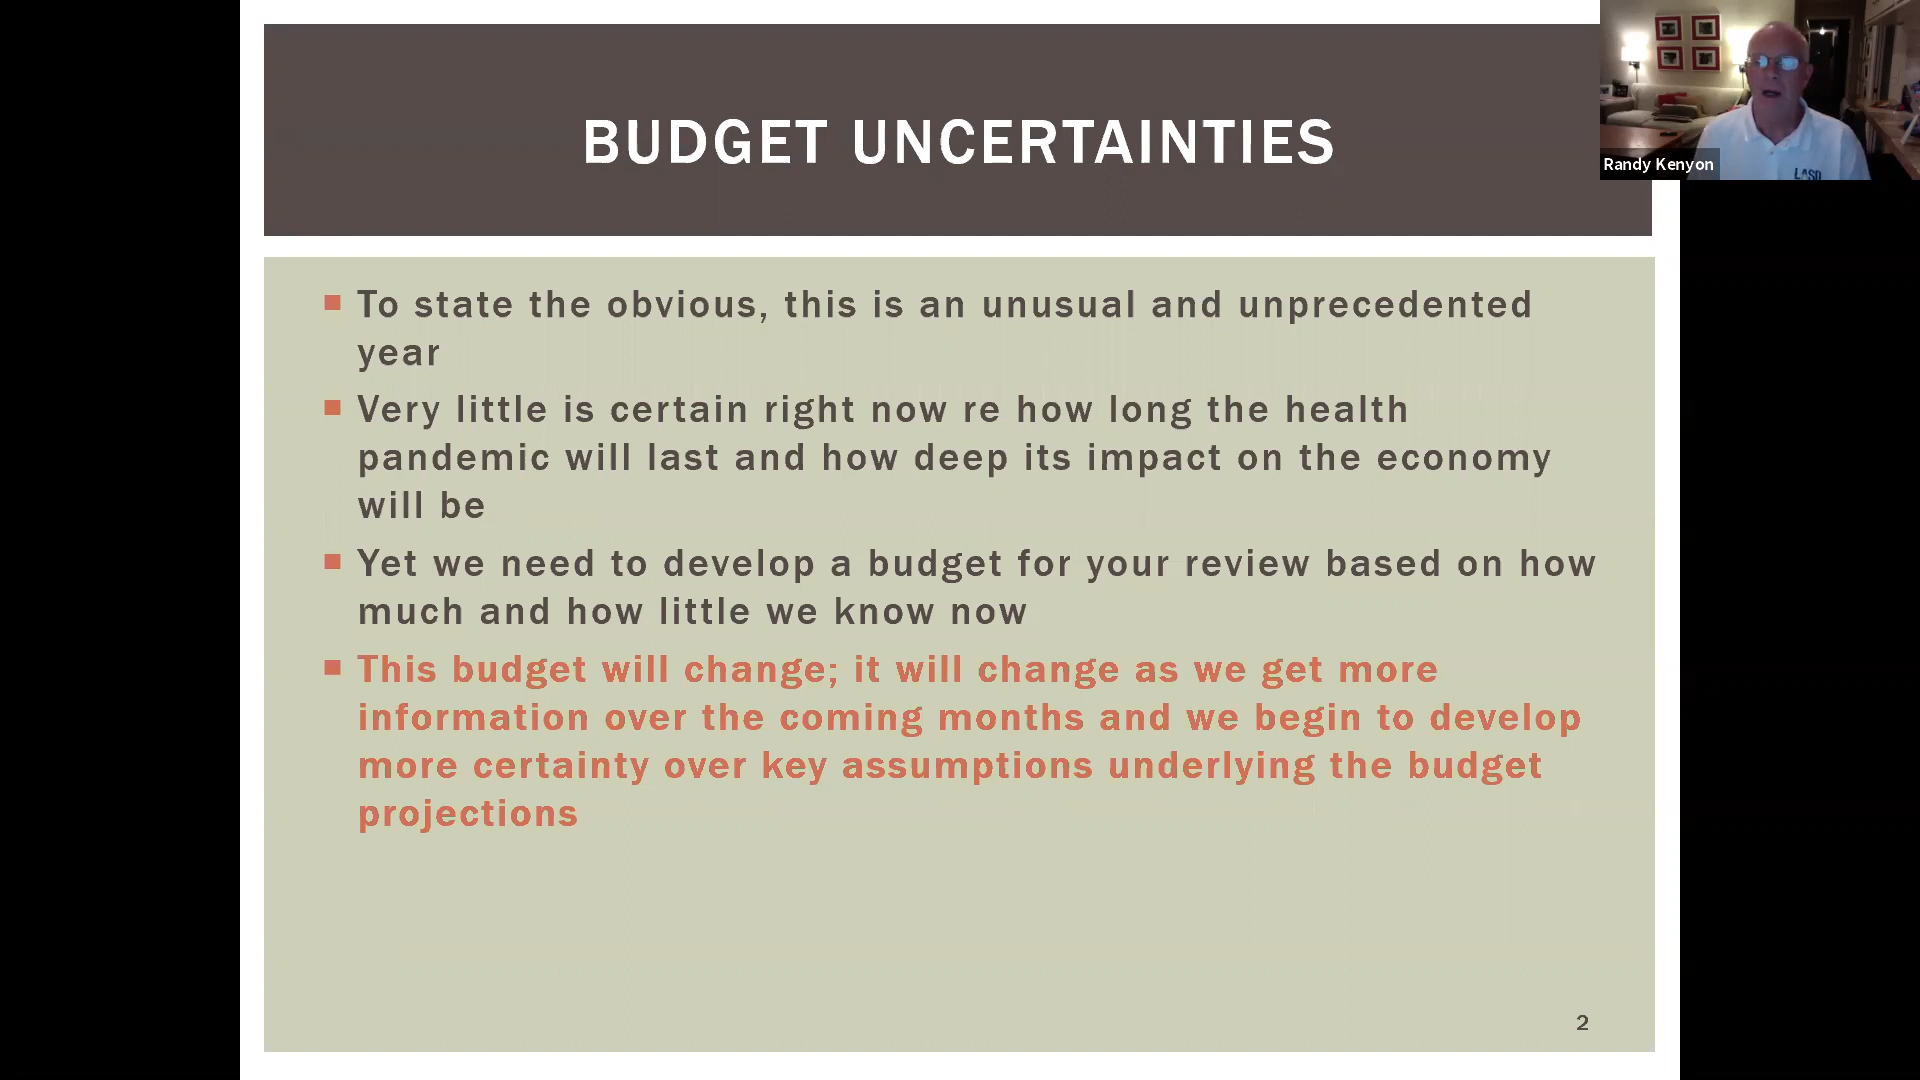 BUDGET UNCERTAINTIES
Randy Kenyon
LASD
To state the obvious, this is an unusual and unprecedented
year
Very little is certain right now re how long the health
pandemic will last and how deep its impact on the economy
will be
Yet we need to develop a budget for your review based on how
much and how little we know now
This budget will change; it will change as we get more
information over the coming months and we begin to develop
more certainty over key assumptions underlying the budget
projections
2